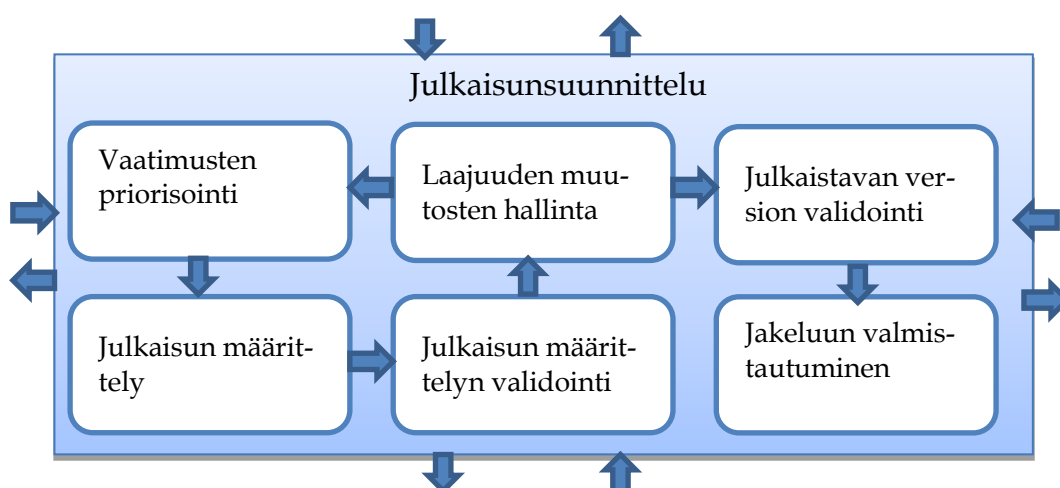 Julkaisunsuunnittelu
Vaatimusten
priorisointi
Laajuuden muu-
tosten hallinta
Julkaistavan ver-
sion validointi
Julkaisun määrit-
tely
Julkaisun määrit-
telyn validointi
Jakeluun valmis-
tautuminen